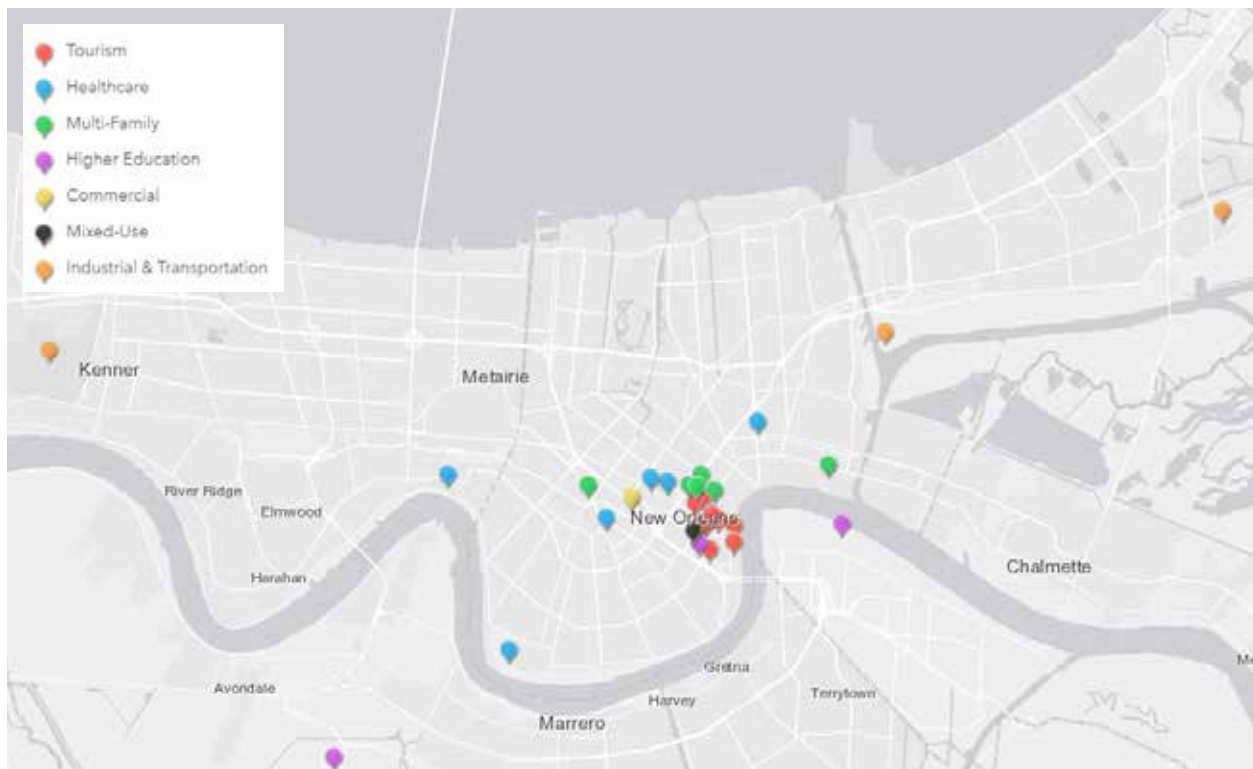 Tourism
Healthcare
Multi-Family
Higher Education
Commercial
Mixed-Use
Industrial & Transportation
Kenner
Metairie
River Ridge
Elmwood
New Orleans
Chalmette
Harahan
Gretna
Avondale
Harvey
Terrytown
Marrero